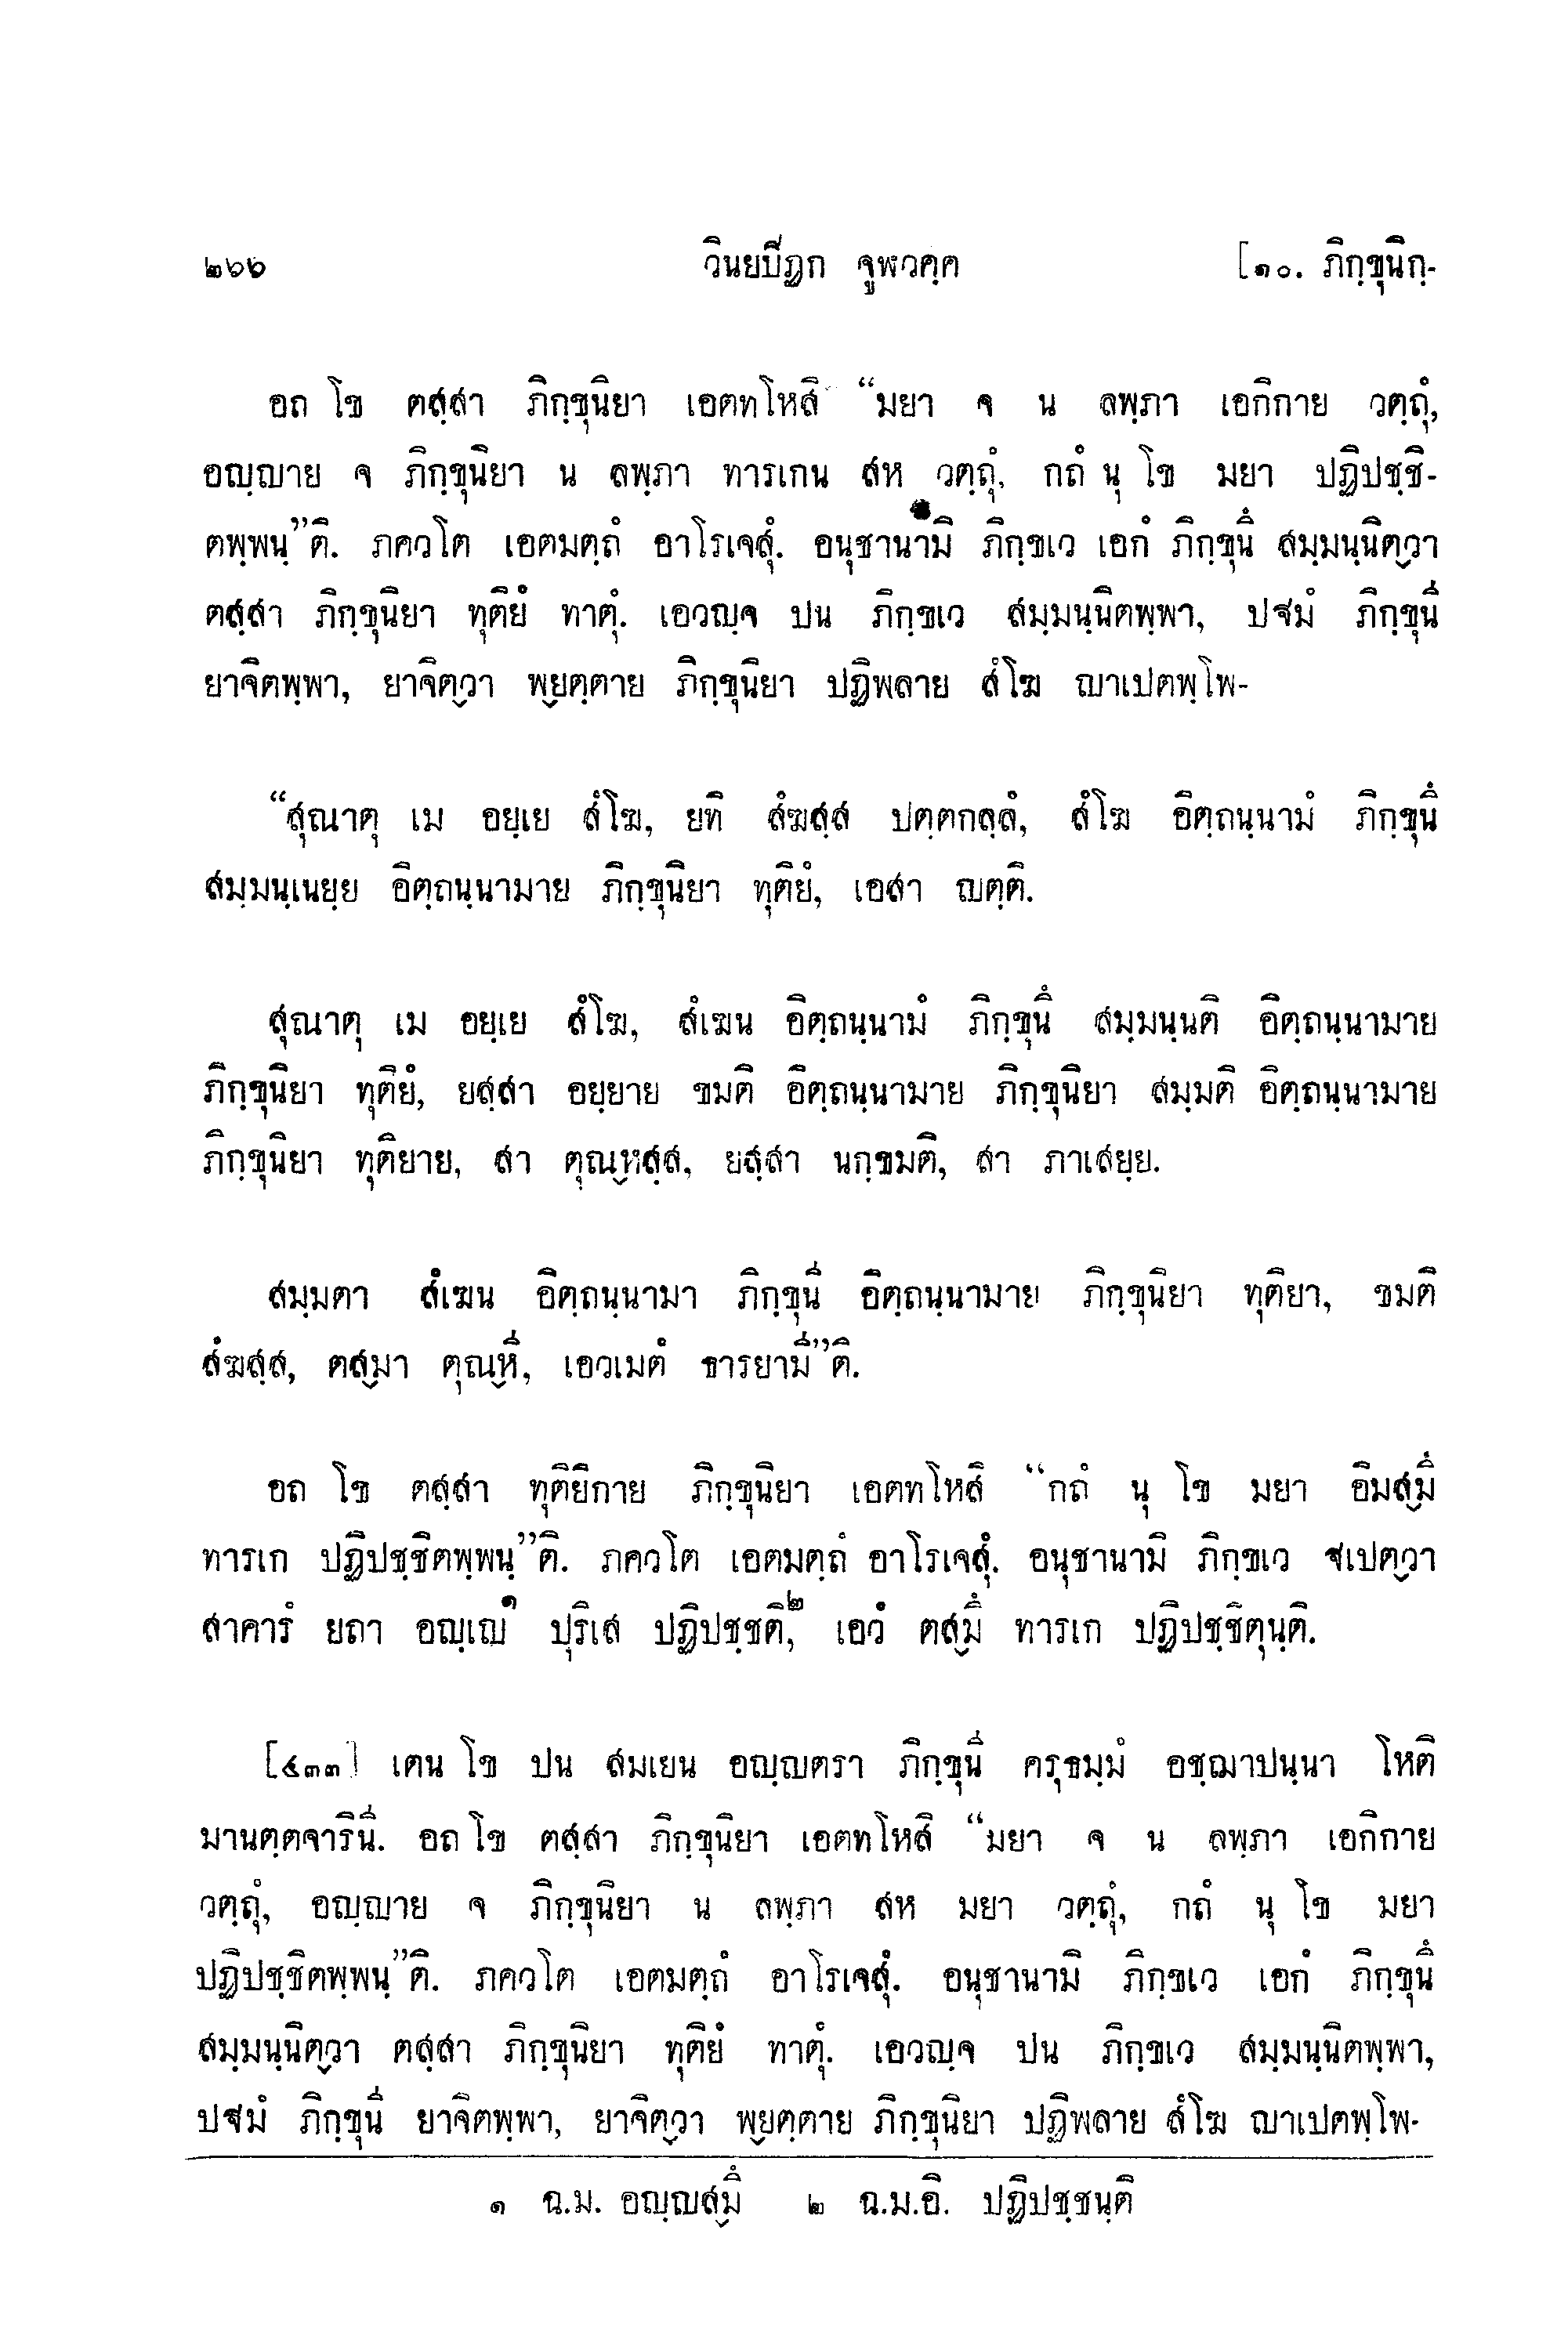 ๒๖๖ วินยปิฏก จูฬวคฺค [๑๐. ภิกฺขุนิกฺ-
อถ โข ตสฺสา ภิกฺขุนิยา เอตทโหสิ “มยา จ น ลพฺภา เอกิกาย วตฺถุํ,
อญฺญาย จ ภิกฺขุนิยา น ลพฺภา ทารเกน สห วตฺถุํ, กถํ นุ โข มยา ปฏิปชฺชิ-
ตพฺพนฺ”ติ. ภควโต เอตมตฺถํ อาโรเจสุํ. อนุชานามิ ภิกฺขเว เอกํ ภิกฺขุนึ สมฺมนฺนิตฺวา
ตสฺสา ภิกฺขุนิยา ทุติยํ ทาตุํ. เอวญฺจ ปน ภิกฺขเว สมฺมนฺนิตพฺพา, ปฐมํ ภิกฺขุนี
ยาจิตพฺพา, ยาจิตฺวา พฺยตฺตาย ภิกฺขุนิยา ปฏิพลาย สํโฆ ญาเปตพฺโพ-
“สุณาตุ เม อยฺเย สํโฆ, ยทิ สํฆสฺส ปตฺตกลฺลํ, สํโฆ อิตฺถนฺนามํ ภิกฺขุนึ
สมฺมนฺเนยฺย อิตฺถนฺนามาย ภิกฺขุนิยา ทุติยํ, เอสา ญตฺติ.
สุณาตุ เม อยฺเย สํโฆ, สํเฆน อิตฺถนฺนามํ ภิกฺขุนึ สมฺมนฺนติ อิตฺถนฺนามาย
ภิกฺขุนิยา ทุติยํ, ยสฺสา อยฺยาย ขมติ อิตฺถนฺนามาย ภิกฺขุนิยา สมฺมติ อิตฺถนฺนามาย
ภิกฺขุนิยา ทุติยาย, สา ตุณฺหสฺส, ยสฺสา นกฺขมติ, สา ภาเสยฺย.
สมฺมตา สํเฆน อิตฺถนฺนามา ภิกฺขุนี อิตฺถนฺนามาย ภิกฺขุนิยา ทุติยา, ขมติ
สํฆสฺส, ตสฺมา ตุณฺหี, เอวเมตํ ธารยามี”ติ.
อถ โข ตสฺสา ทุติยิกาย ภิกฺขุนิยา เอตทโหสิ “กถํ นุ โข มยา อิมสฺมึ
ทารเก ปฏิปชฺชิตพฺพนฺ”ติ. ภควโต เอตมตฺถํ อาโรเจสุํ. อนุชานามิ ภิกฺขเว ฐเปตฺวา
สาคารํ ยถา อญฺเญ๑ ปุริเส ปฏิปชฺชติ,๒ เอวํ ตสฺมึ ทารเก ปฏิปชฺชิตุนฺติ.
[๔๓๓] เตน โข ปน สมเยน อญฺญตรา ภิกฺขุนี ครุธมฺมํ อชฺฌาปนฺนา โหติ
มานตฺตจารินี. อถ โข ตสฺสา ภิกฺขุนิยา เอตทโหสิ “มยา จ น ลพฺภา เอกิกาย
วตฺถุํ, อญฺญาย จ ภิกฺขุนิยา น ลพฺภา สห มยา วตฺถุํ, กถํ นุ โข มยา
ปฏิปชฺชิตพฺพนฺ”ติ. ภควโต เอตมตฺถํ อาโรเจสุํ. อนุชานามิ ภิกฺขเว เอกํ ภิกฺขุนึ
สมฺมนฺนิตฺวา ตสฺสา ภิกฺขุนิยา ทุติยํ ทาตุํ. เอวญฺจ ปน ภิกฺขเว สมฺมนฺนิตพฺพา,
ปฐมํ ภิกฺขุนี ยาจิตพฺพา, ยาจิตฺวา พฺยตฺตาย ภิกฺขุนิยา ปฏิพลาย สํโฆ ญาเปตพฺโพ-
๑ ฉ.ม. อญฺญสฺมึ ๒ ฉ.ม.อิ. ปฏิปชฺชนฺติ